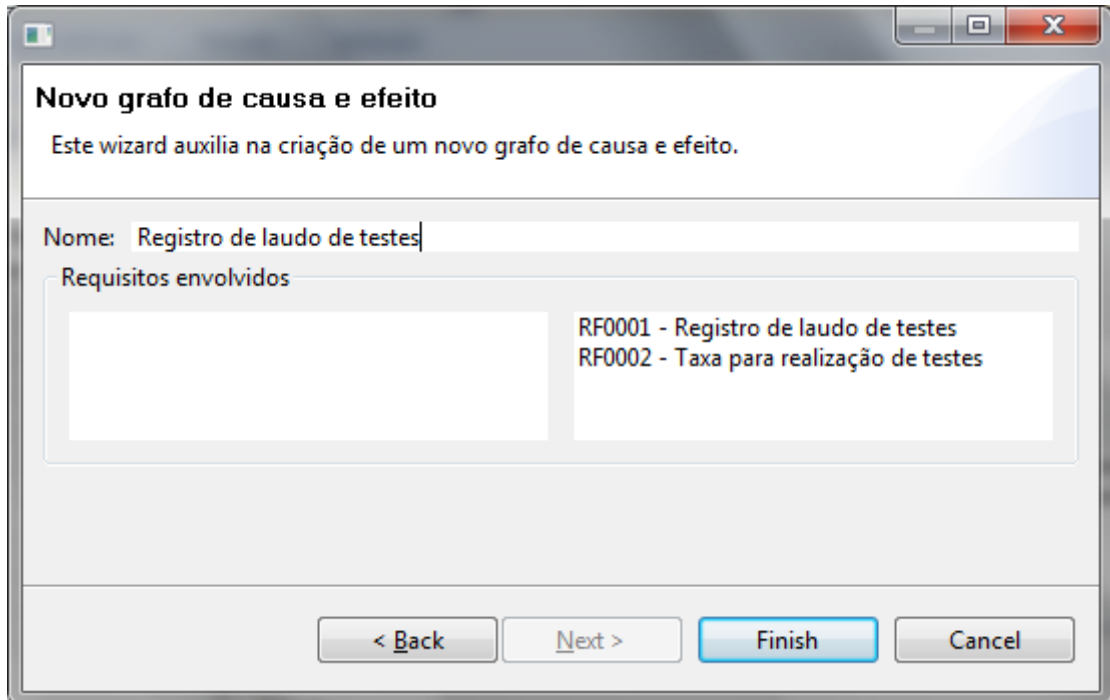 Novo grafo de causa e efeito
Este wizard auxilia na criação de um novo grafo de causa e efeito.
Nome: Registro de laudo de testes
Requisitos envolvidos
RF0001 - Registro de laudo de testes
RF0002 - Taxa para realização de testes
< Back Next > Finish Cancel